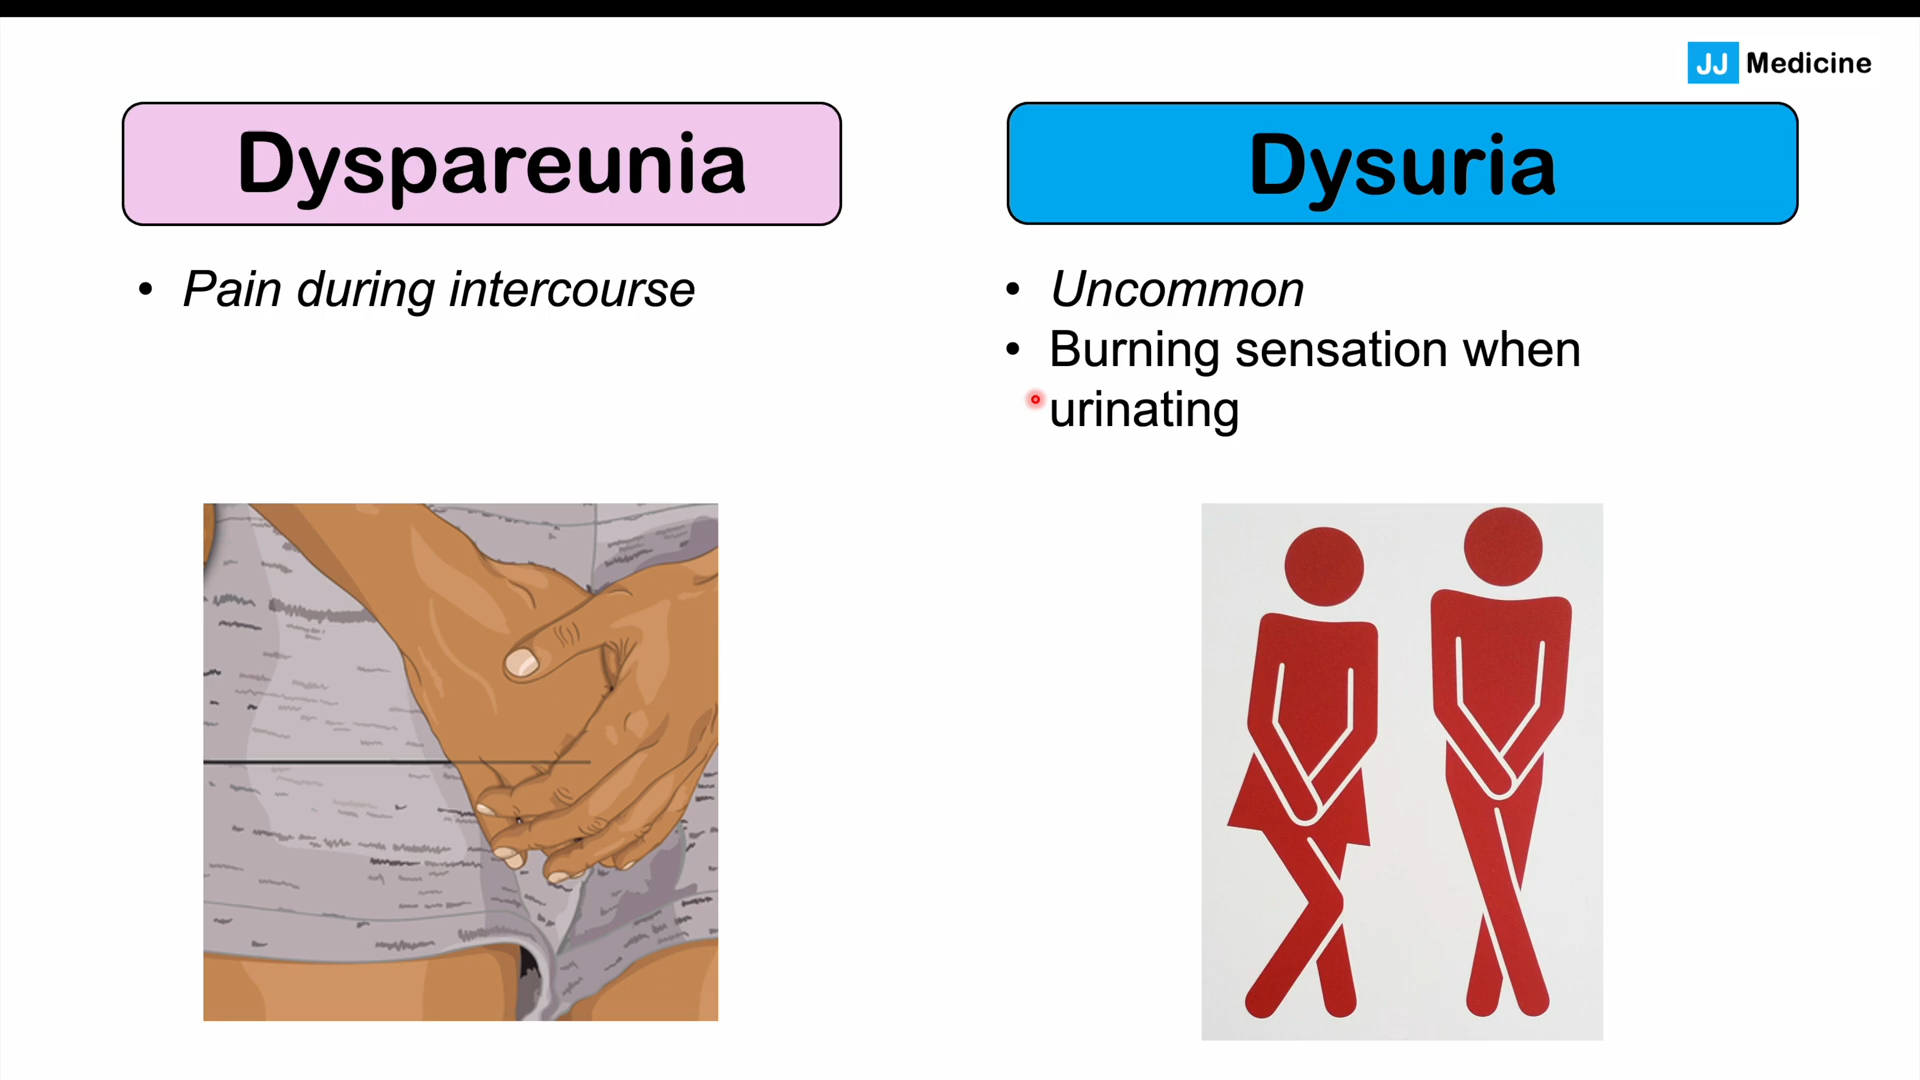 JJ Medicine
Dyspareunia
• Pain during intercourse
Dysuria
• Uncommon
• Burning sensation when
urinating